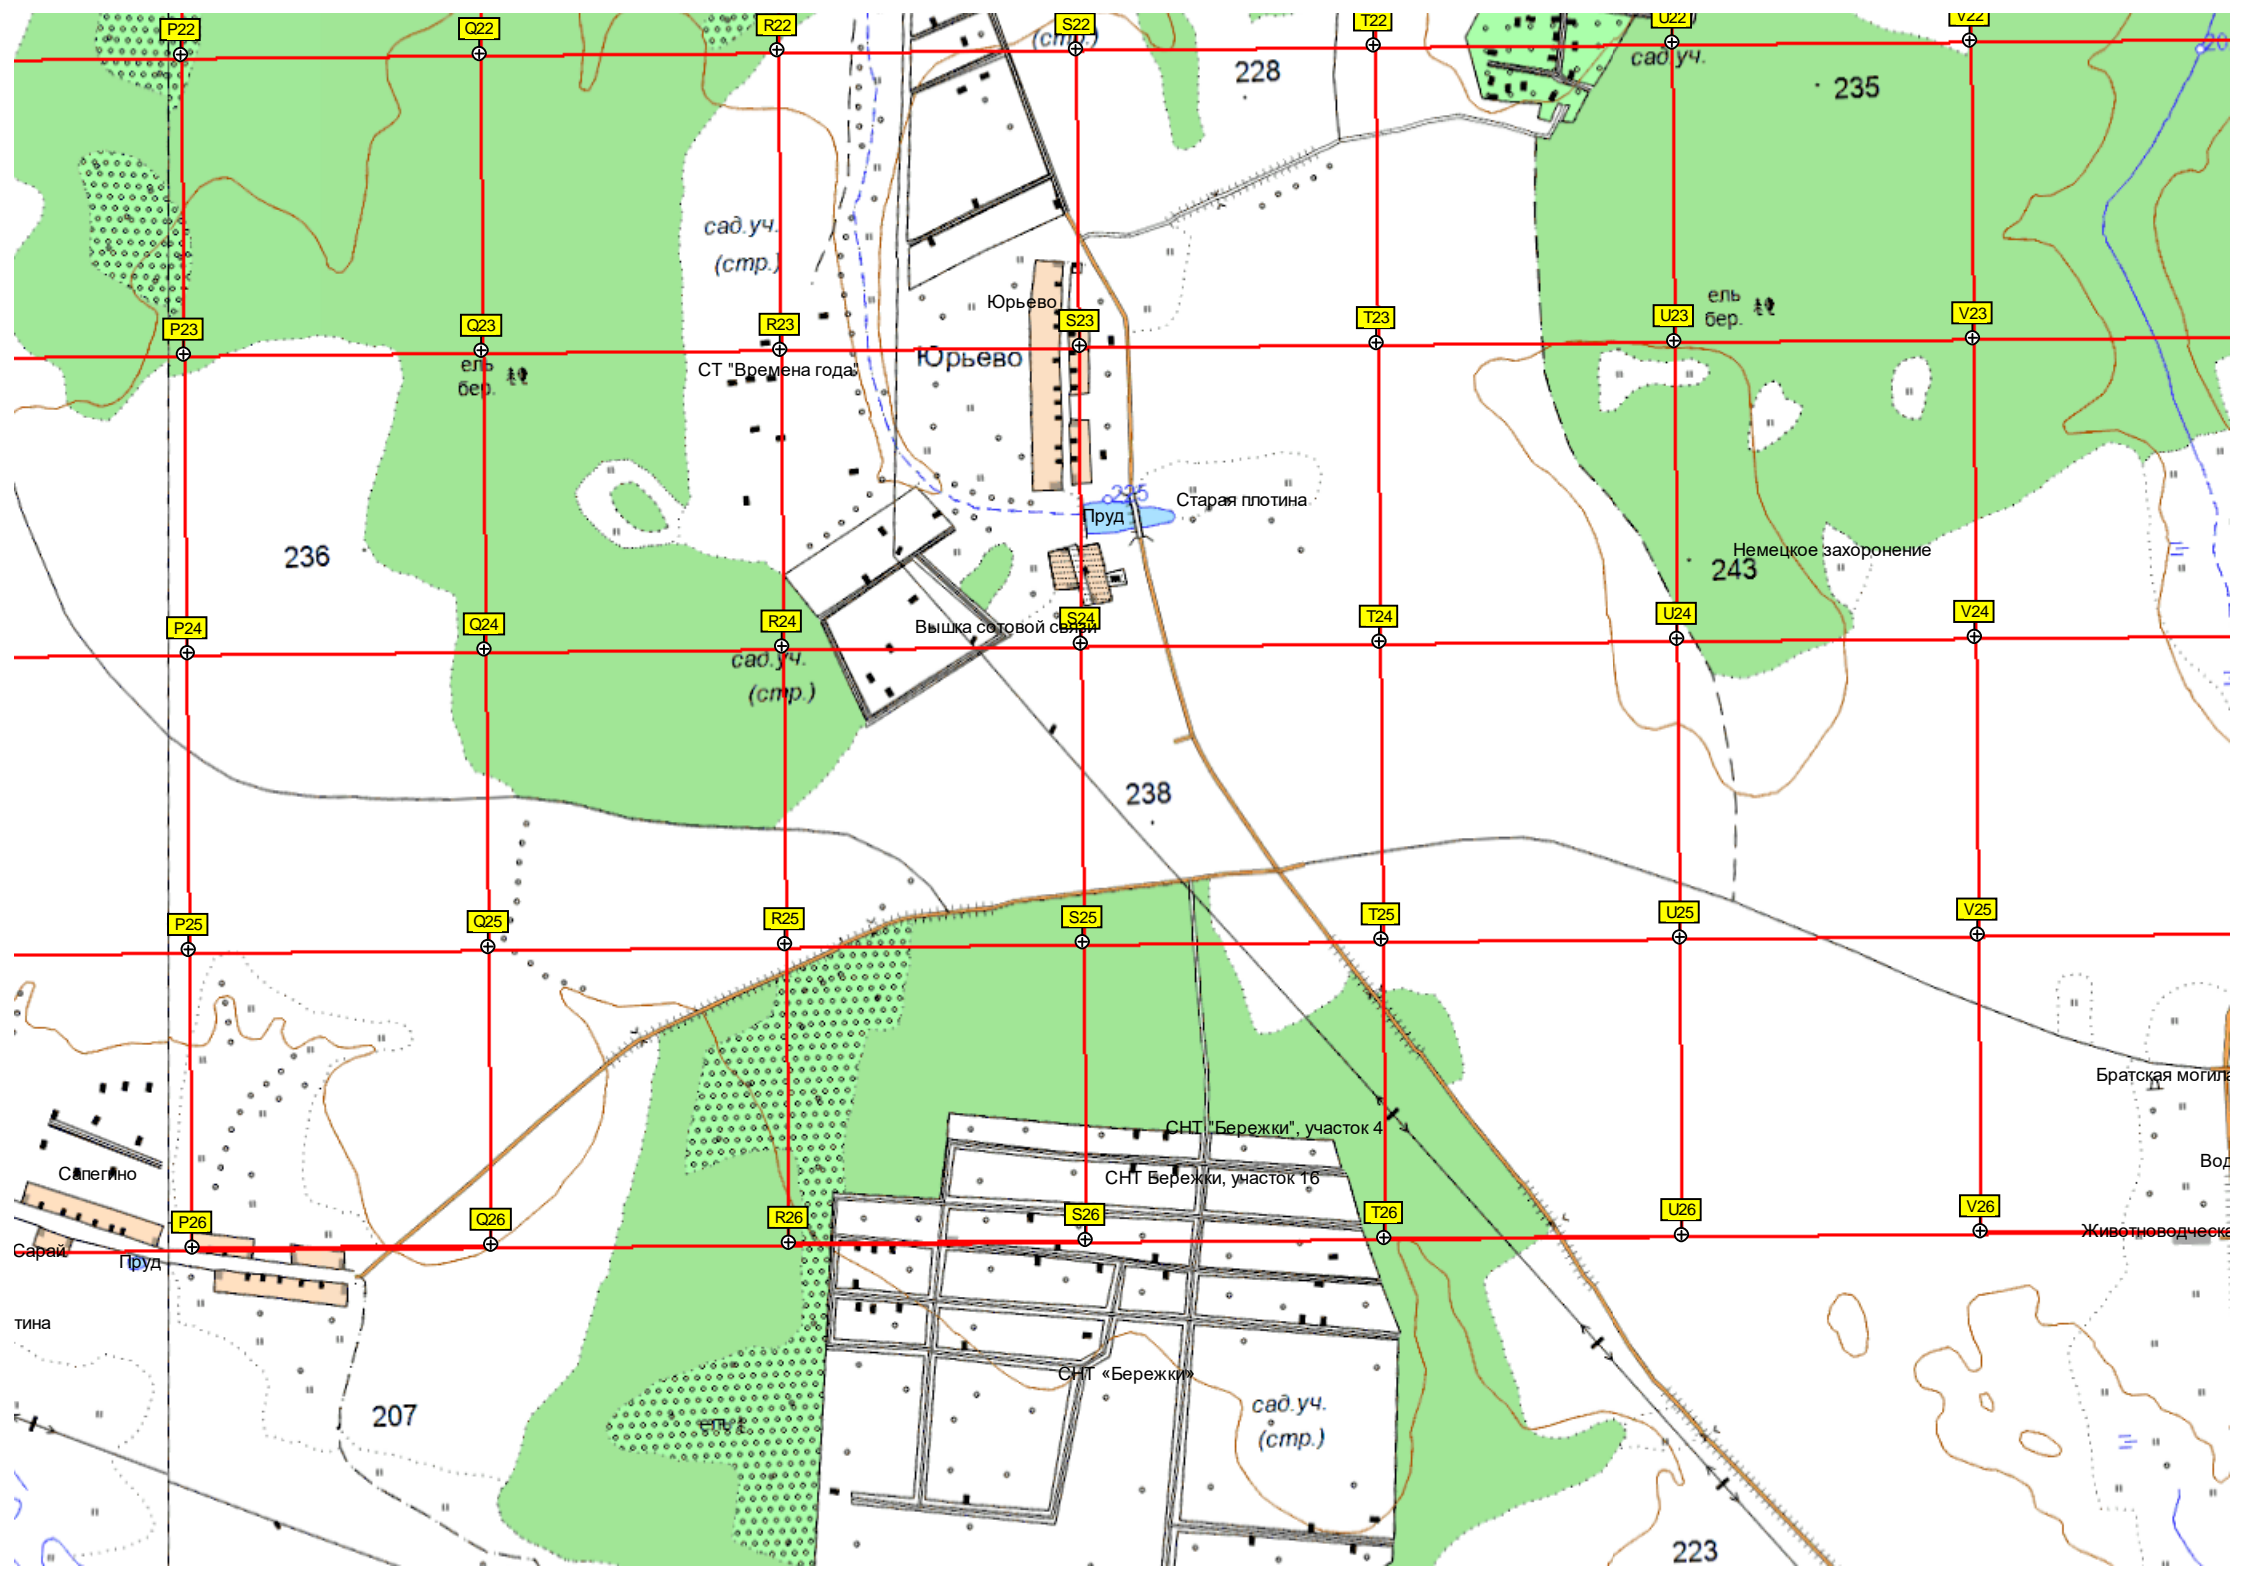 P22
Q22
R22
S22
T22
U22
V22
(стр.)
сад.уч.
228
235
сад.уч.
(стр.)
Юрьево
ель
бер.
P23
Q23
R23
S23
T23
U23
V23
ель
бер.
СТ "Времена года"
Юрьево
235
Пруд
Старая плотина
236
Немецкое захоронение
243
P24
Q24
R24
S24
T24
U24
V24
Вышка сотовой связи
сад.уч.
(стр.)
238
P25
Q25
R25
S25
T25
U25
V25
Братская могила
СНТ "Бережки", участок 4
Сапегино
СНТ Бережки, участок 16
Вод
P26
Q26
R26
S26
T26
U26
V26
Сарай
Пруд
Животноводческа
тина
СНТ «Бережки»
207
сад.уч.
(стр.)
ель
223